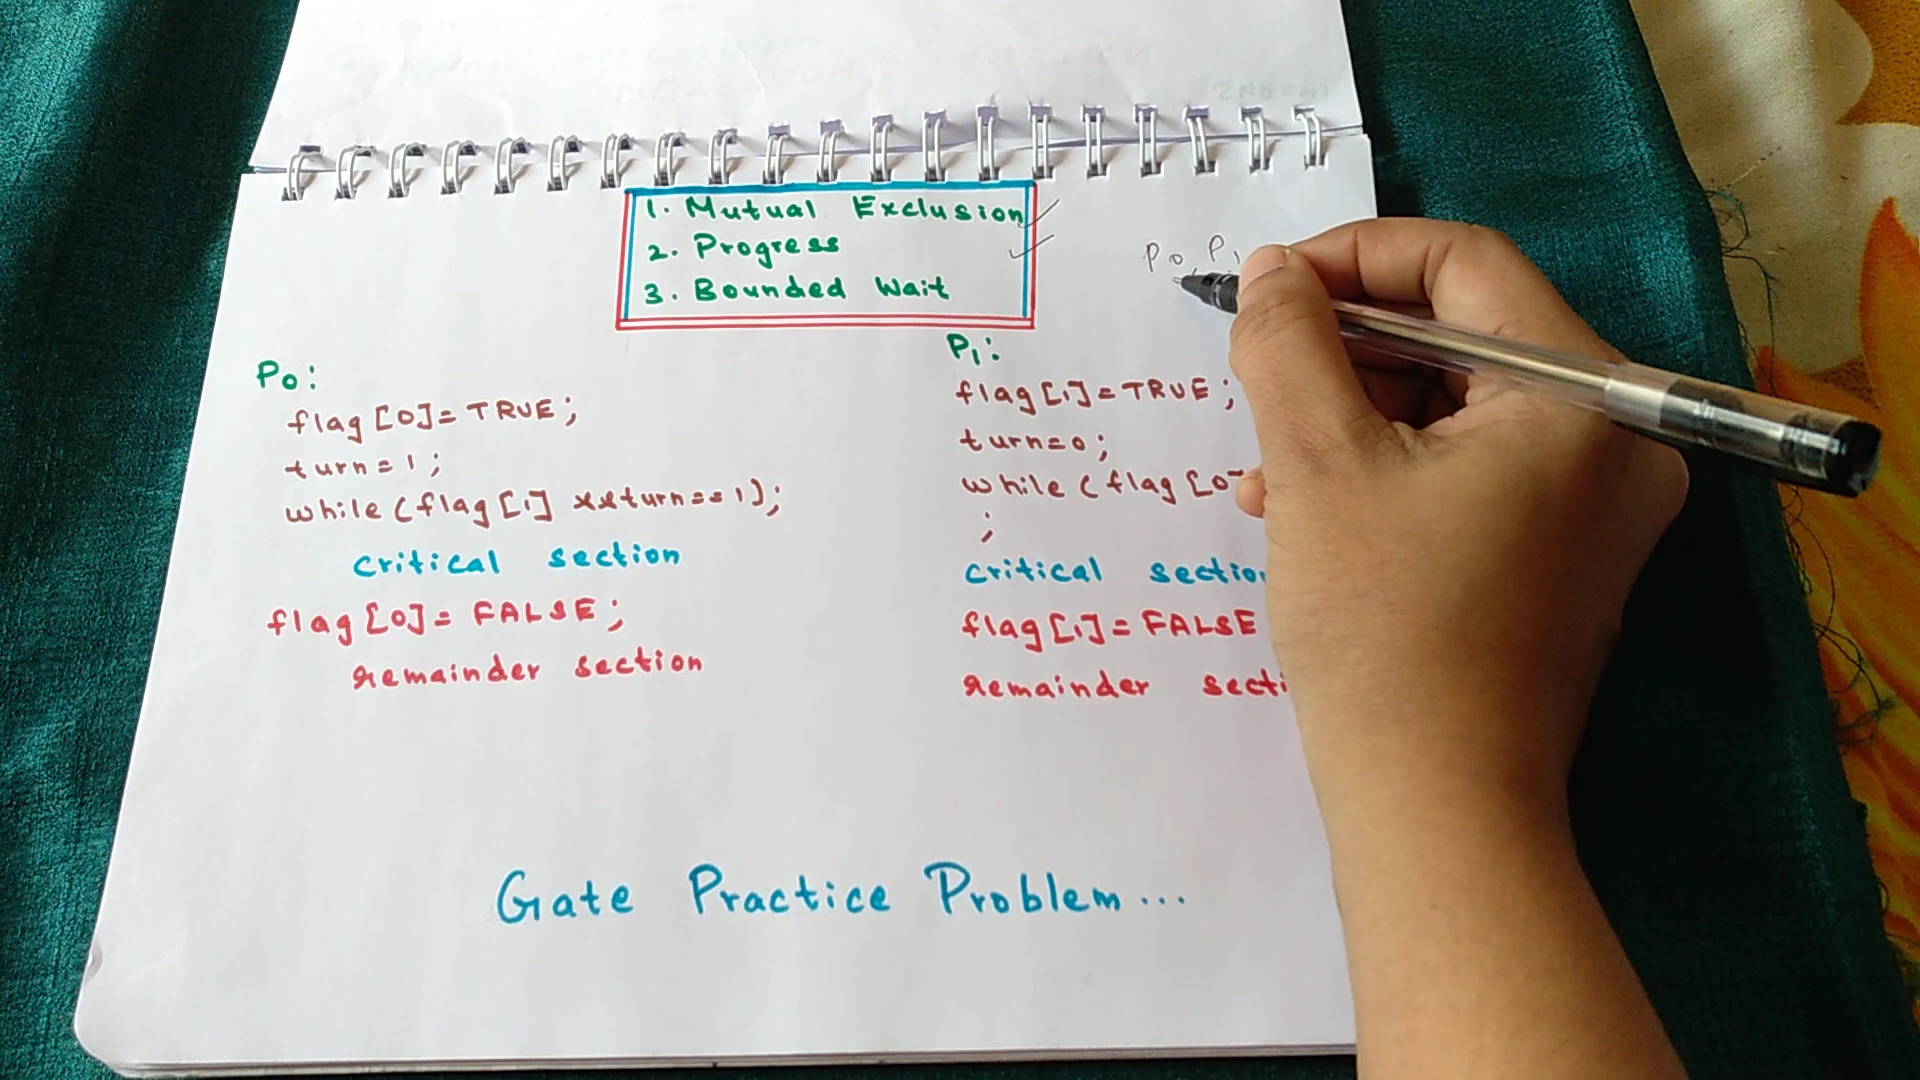 1. Mutual Exclusion
2. Progress
3. Bounded Wait
P0, P1
P0:
flag[0]=TRUE;
turn=1;
while(flag[1] &&turn==1);
critical section
flag[0]=FALSE;
remainder section
P1:
flag[1]=TRUE;
turn=0;
while(flag[0
;
critical section
flag[1]=FALSE
remainder secti
Gate Practice Problem...